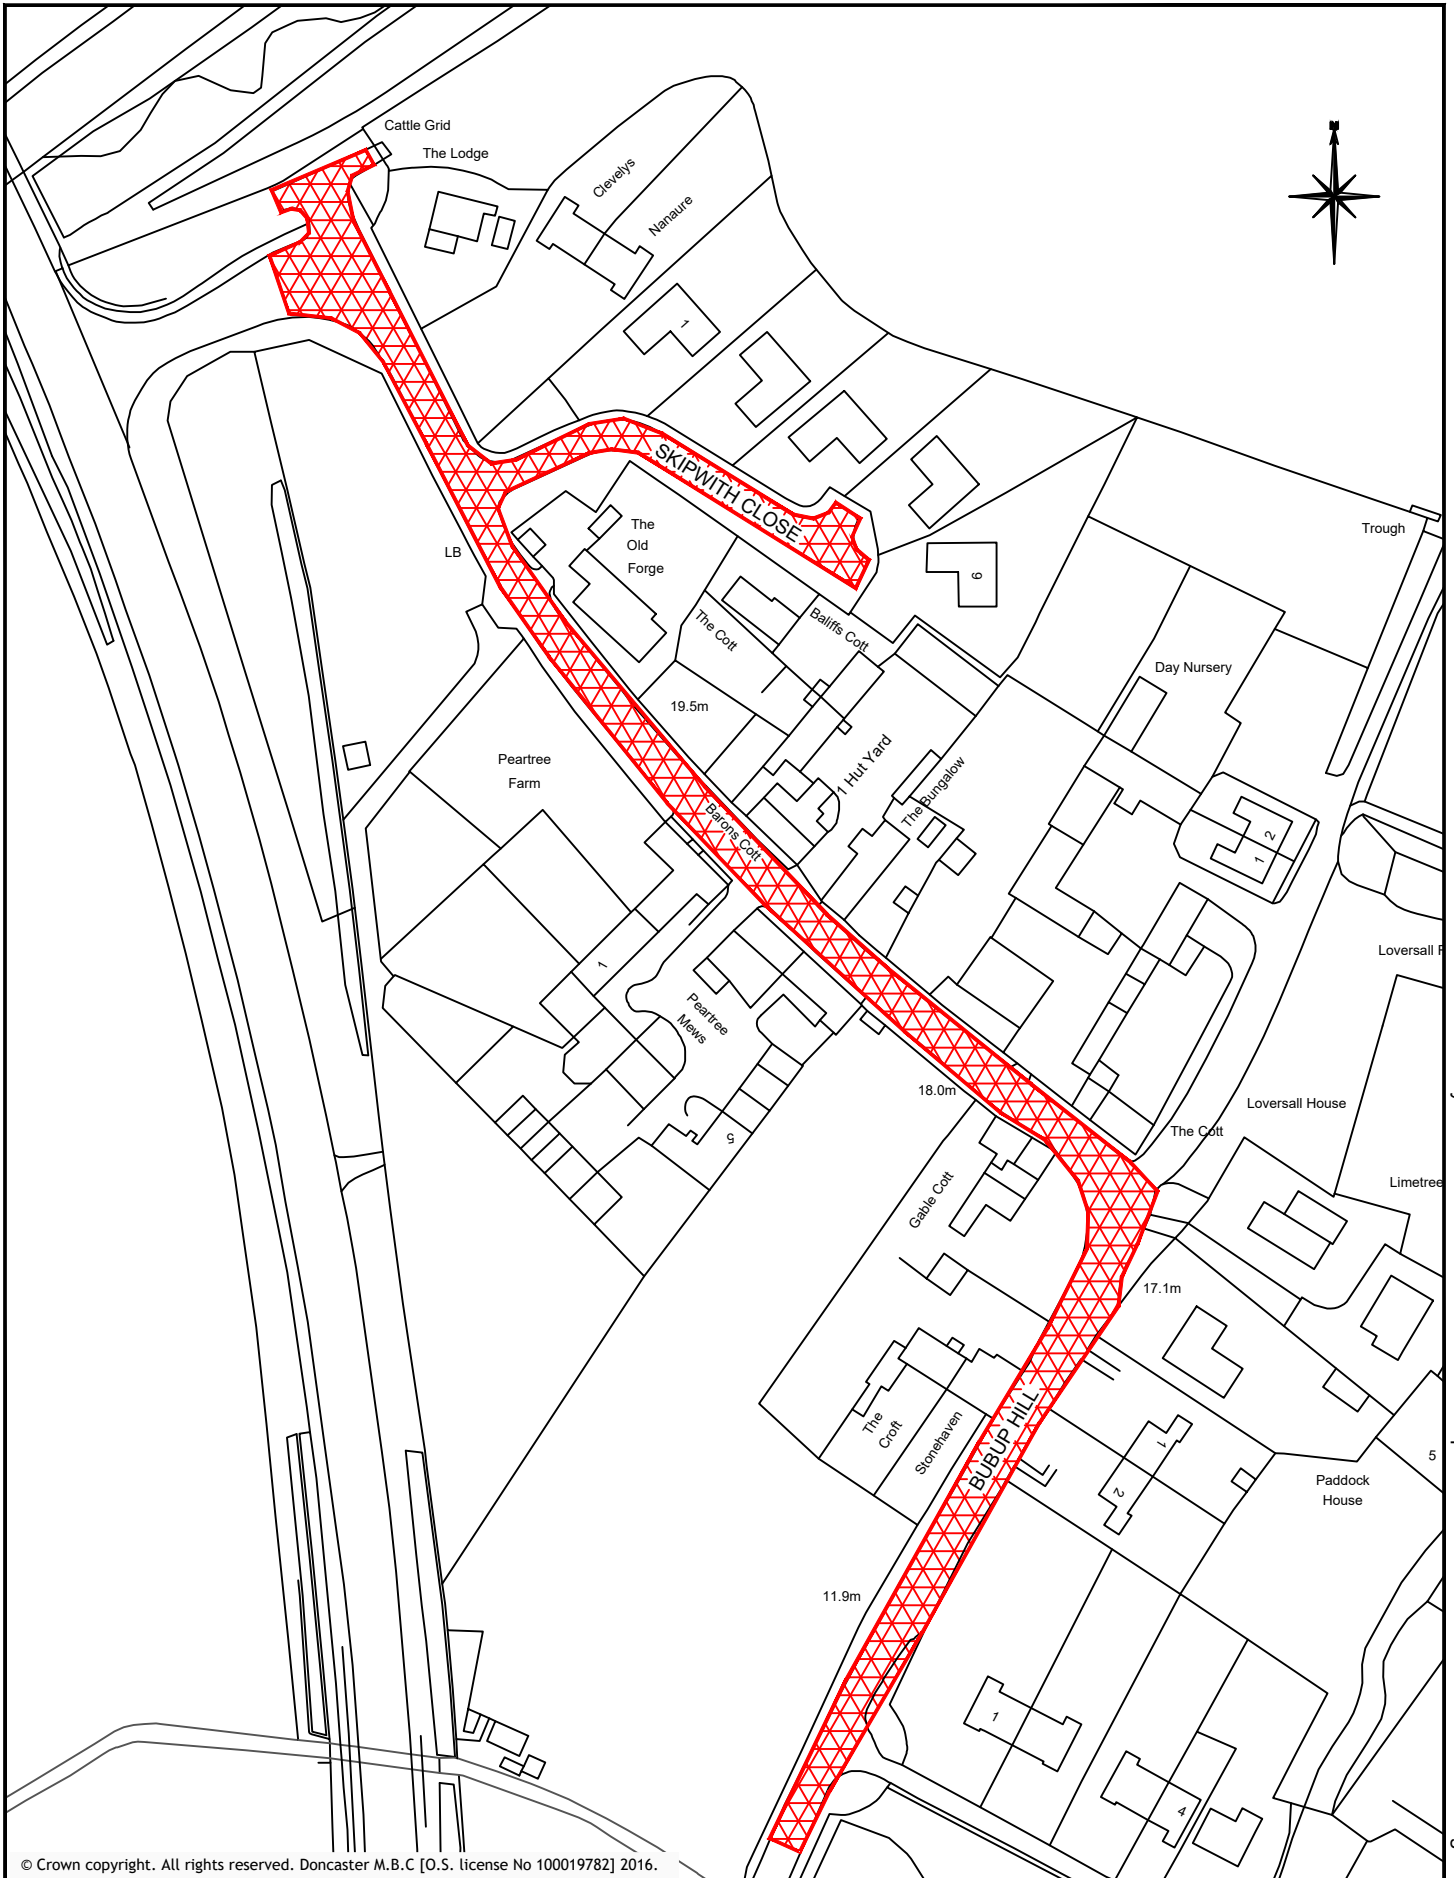 Cattle Grid
The Lodge
Clevelys
Nanaure
N
1
SKIPWITH CLOSE
The
Old
Forge
LB
Trough
9
The Cott
Baliffs Cott
Day Nursery
19.5m
1 Hut Yard
The Bungalow
Peartree
Farm
Barons Cott
2
1
1
Loversall
Peartree
Mews
18.0m
Loversall House
The Cott
5
Gable Cott
Limetree
17.1m
The
Croft
Stonehaven
BUBUP HILL
1
2
5
Paddock
House
11.9m
1
4
© Crown copyright. All rights reserved. Doncaster M.B.C [O.S. license No 100019782] 2016.